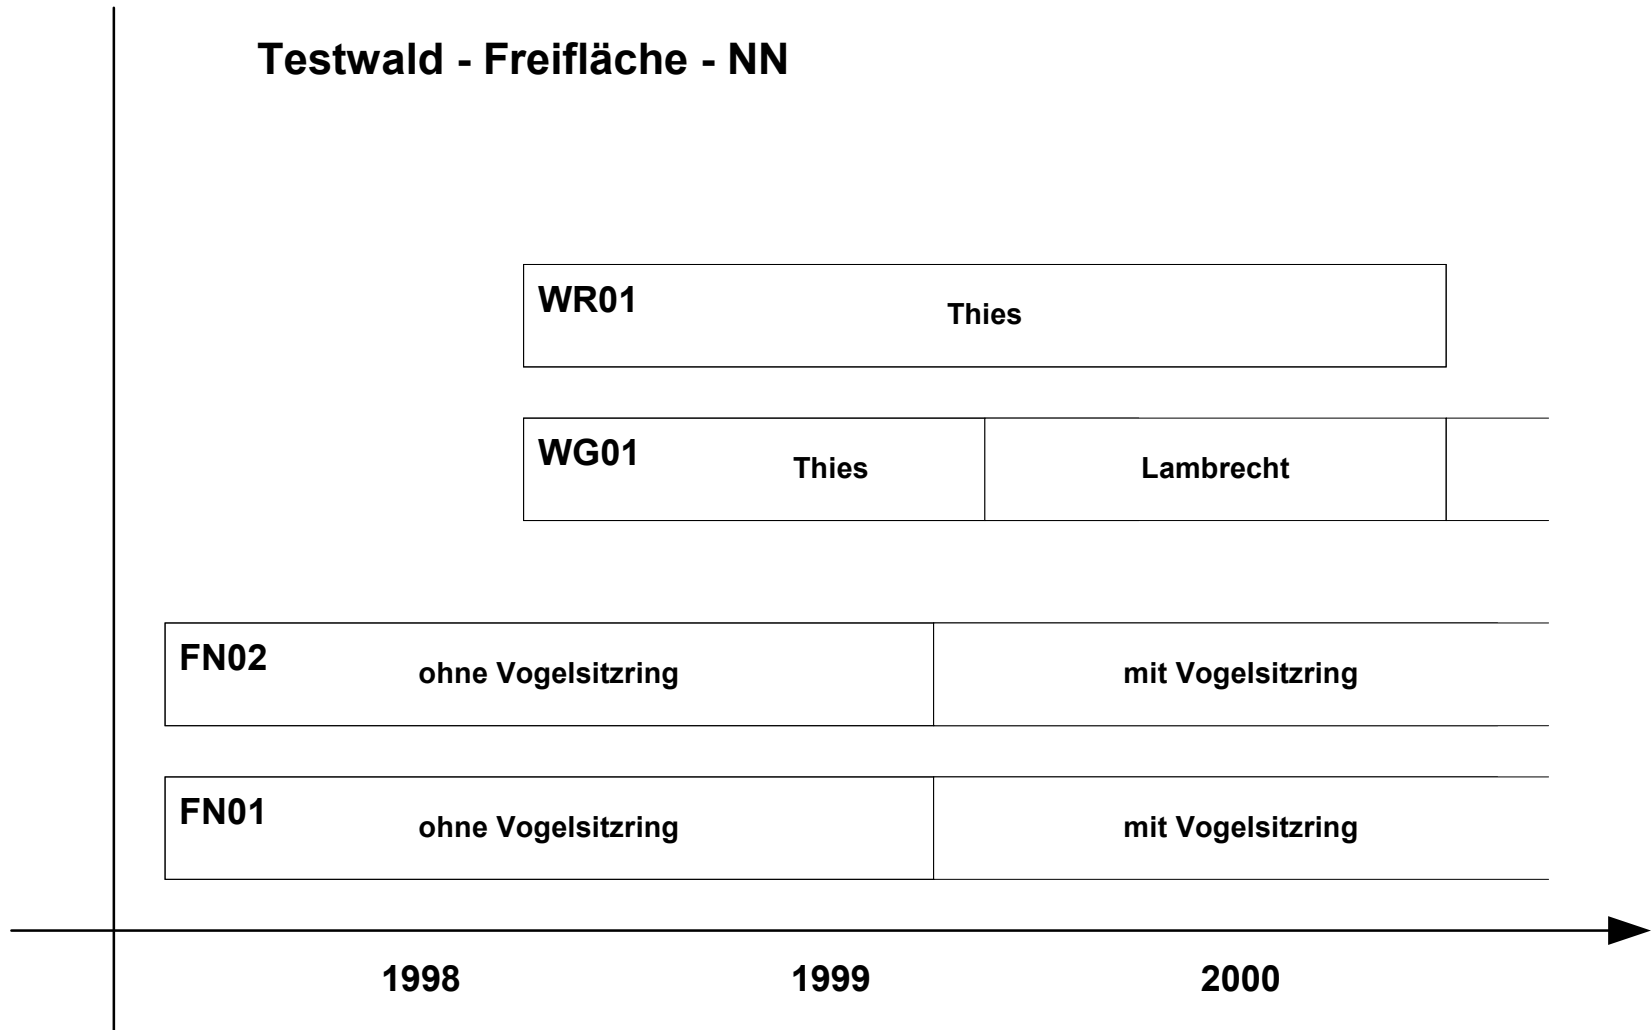 Testwald - Freifläche - NN
WR01
Thies
WG01
Thies
Lambrecht
FN02
ohne Vogelsitzring
mit Vogelsitzring
FN01
ohne Vogelsitzring
mit Vogelsitzring
1998
1999
2000